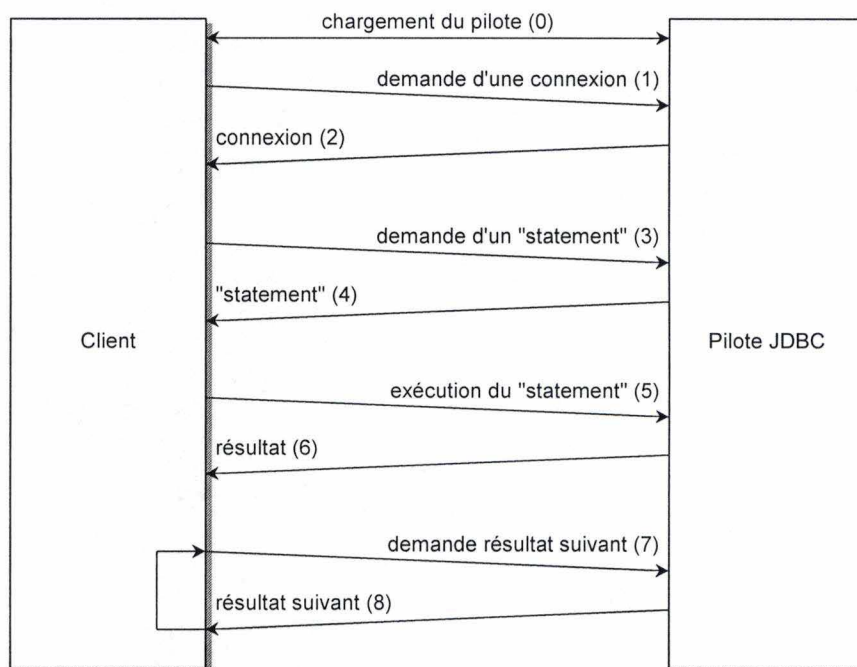 chargement du pilote (0)
demande d'une connexion (1)
connexion (2)
demande d'un "statement" (3)
"statement" (4)
Client
Pilote JDBC
exécution du "statement" (5)
résultat (6)
demande résultat suivant (7)
résultat suivant (8)